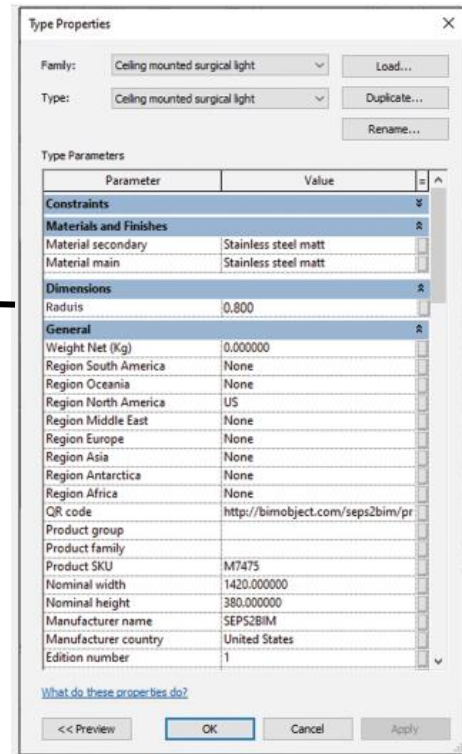 Type Properties
Family: Ceiling mounted surgical light Load...
Type: Ceiling mounted surgical light Duplicate...
Rename...
Type Parameters
Parameter Value =
Constraints
Materials and Finishes
Material secondary Stainless steel matt
Material main Stainless steel matt
Dimensions
Raduis 0.800
General
Weight Net (Kg) 0.000000
Region South America None
Region Oceania None
Region North America US
Region Middle East None
Region Europe None
Region Asia None
Region Antarctica None
Region Africa None
QR code http://bimobject.com/seps2bim/pr
Product group
Product family
Product SKU M7475
Nominal width 1420.000000
Nominal height 380.000000
Manufacturer name SEPS2BIM
Manufacturer country United States
Edition number 1
What do these properties do?
<< Preview OK Cancel Apply